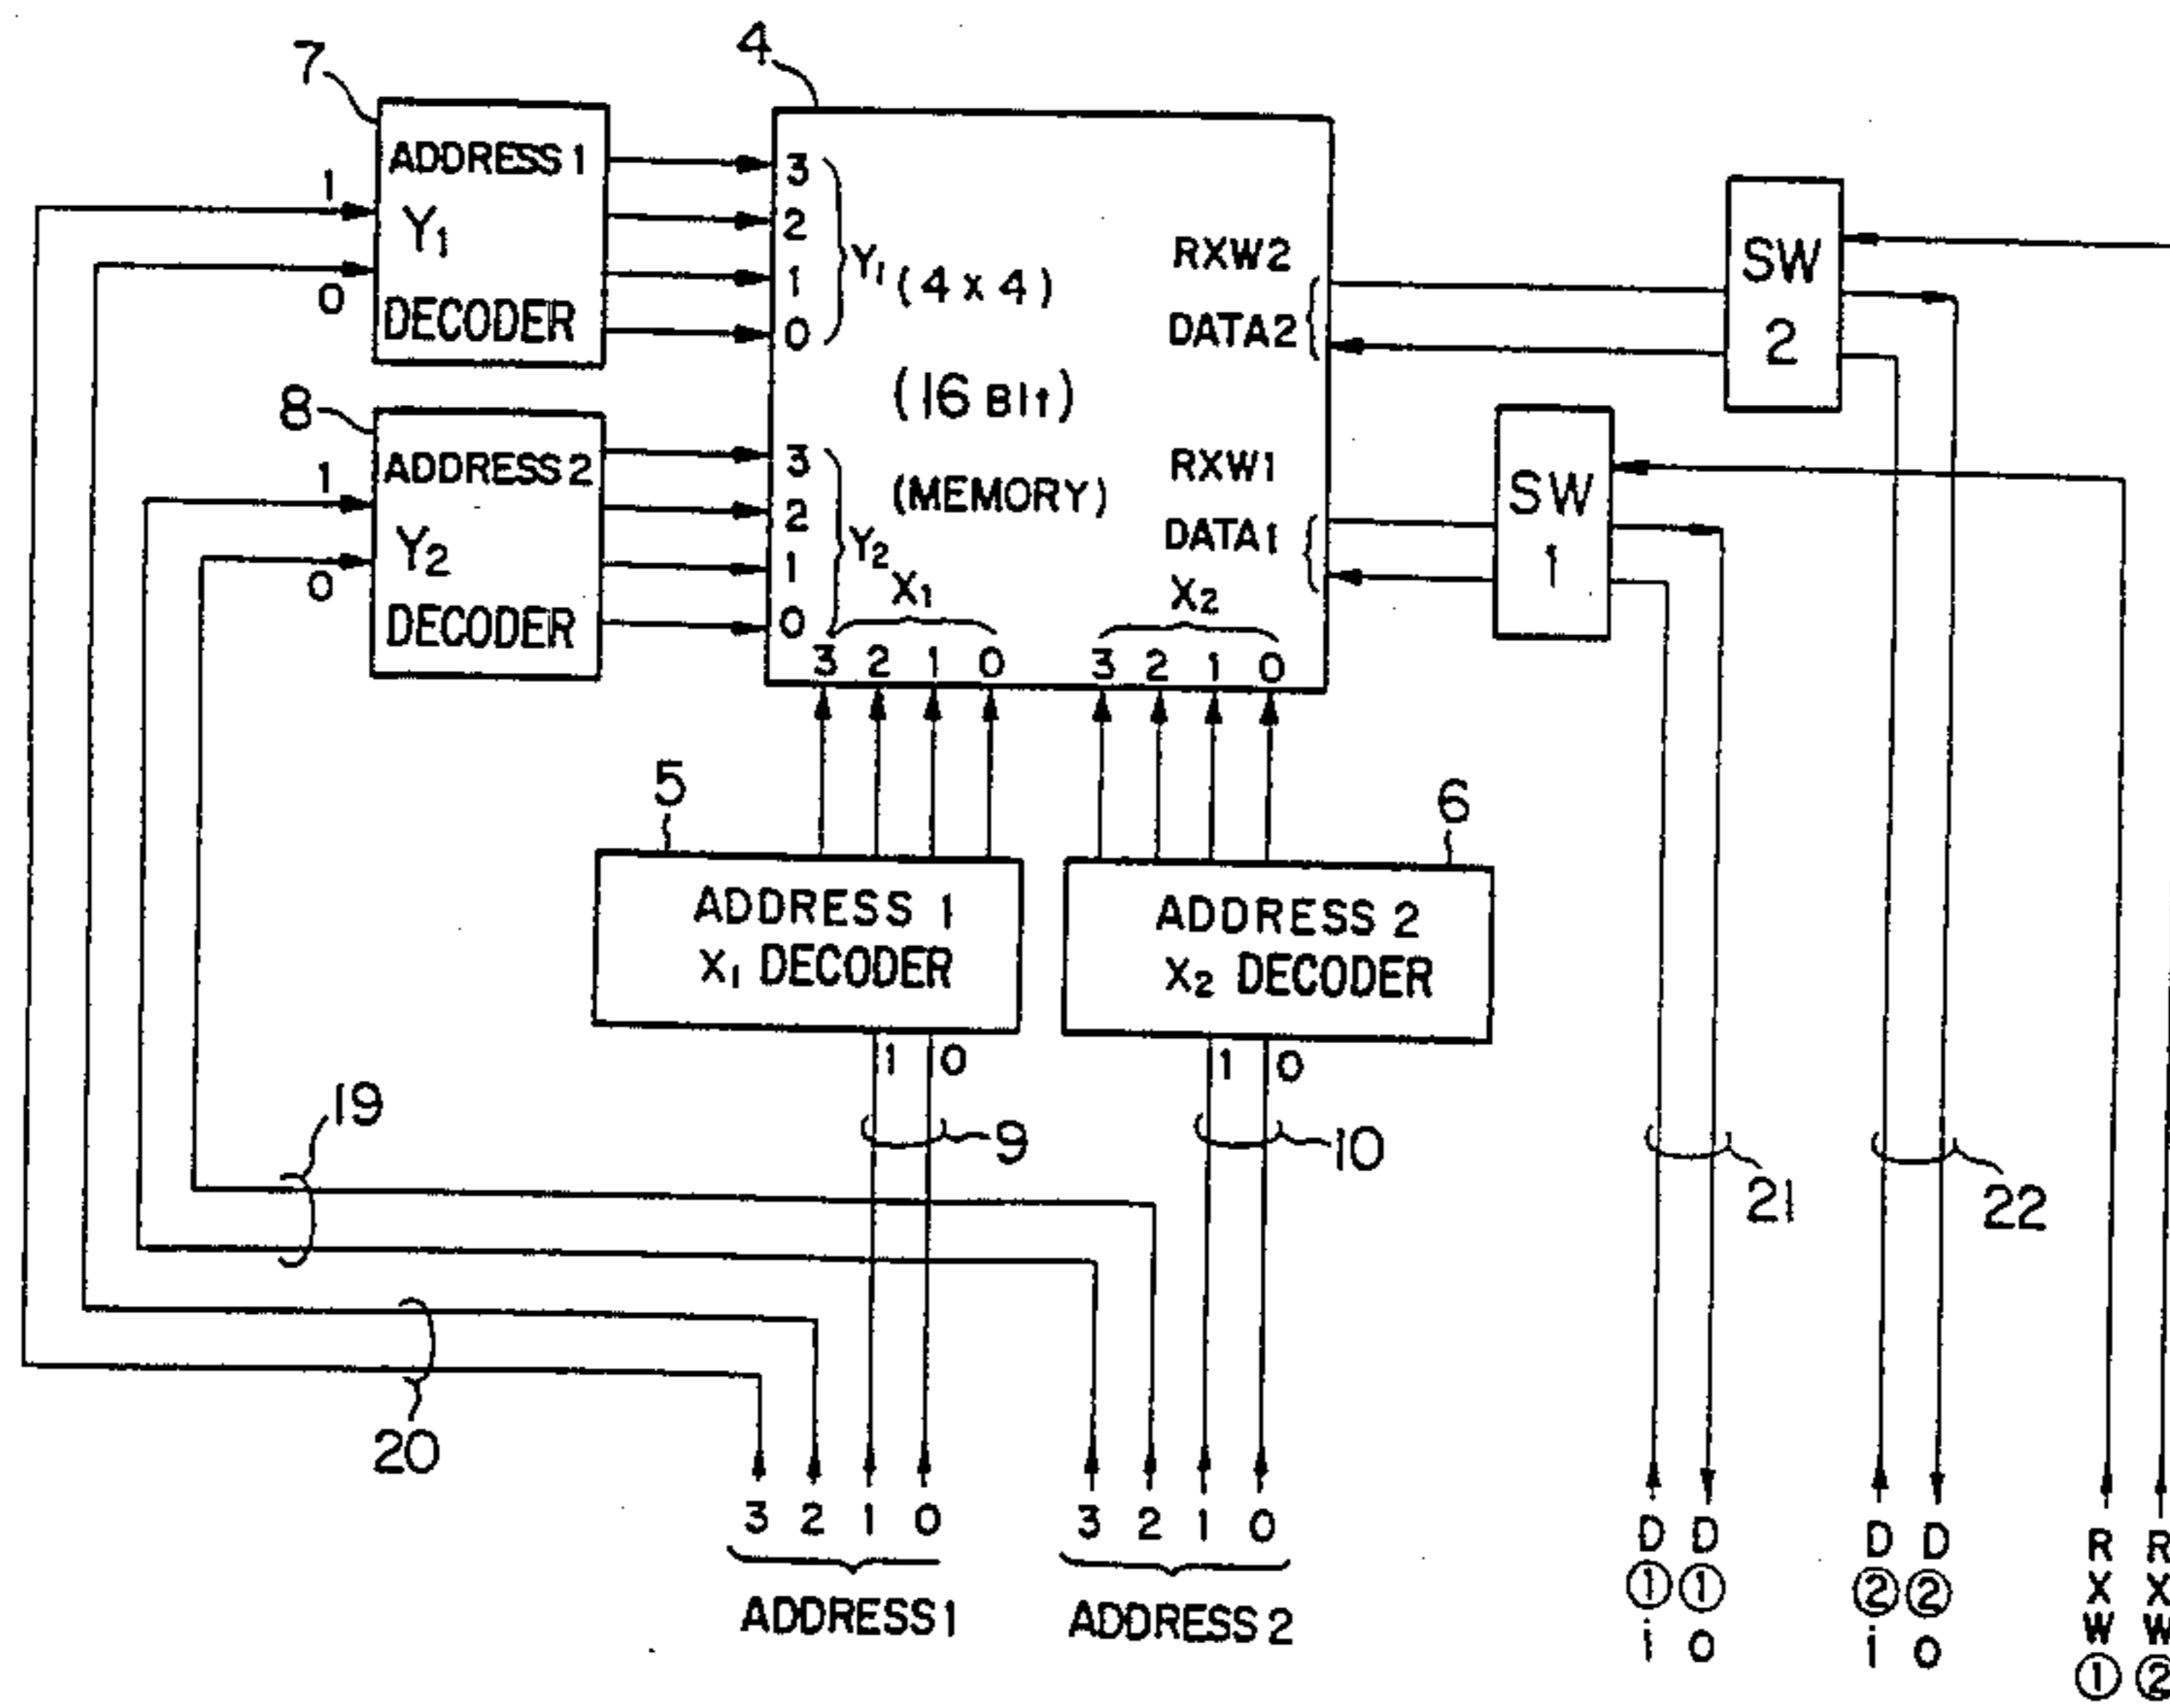 7
4
ADDRESS 1
Y1
DECODER
1
0
3
2
1
0
Y1
(4 x 4)
(16 BIt)
(MEMORY)
RXW2
DATA2
SW
2
8
ADDRESS 2
Y2
DECODER
1
0
3
2
1
0
Y2
RXW1
DATA1
SW
1
X1
3 2 1 0
X2
3 2 1 0
5
ADDRESS 1
X1 DECODER
6
ADDRESS 2
X2 DECODER
1 0
1 0
19
9
10
21
22
20
3 2 1 0
ADDRESS 1
3 2 1 0
ADDRESS 2
D①i
D①o
D②i
D②o
RXW①
RXW②